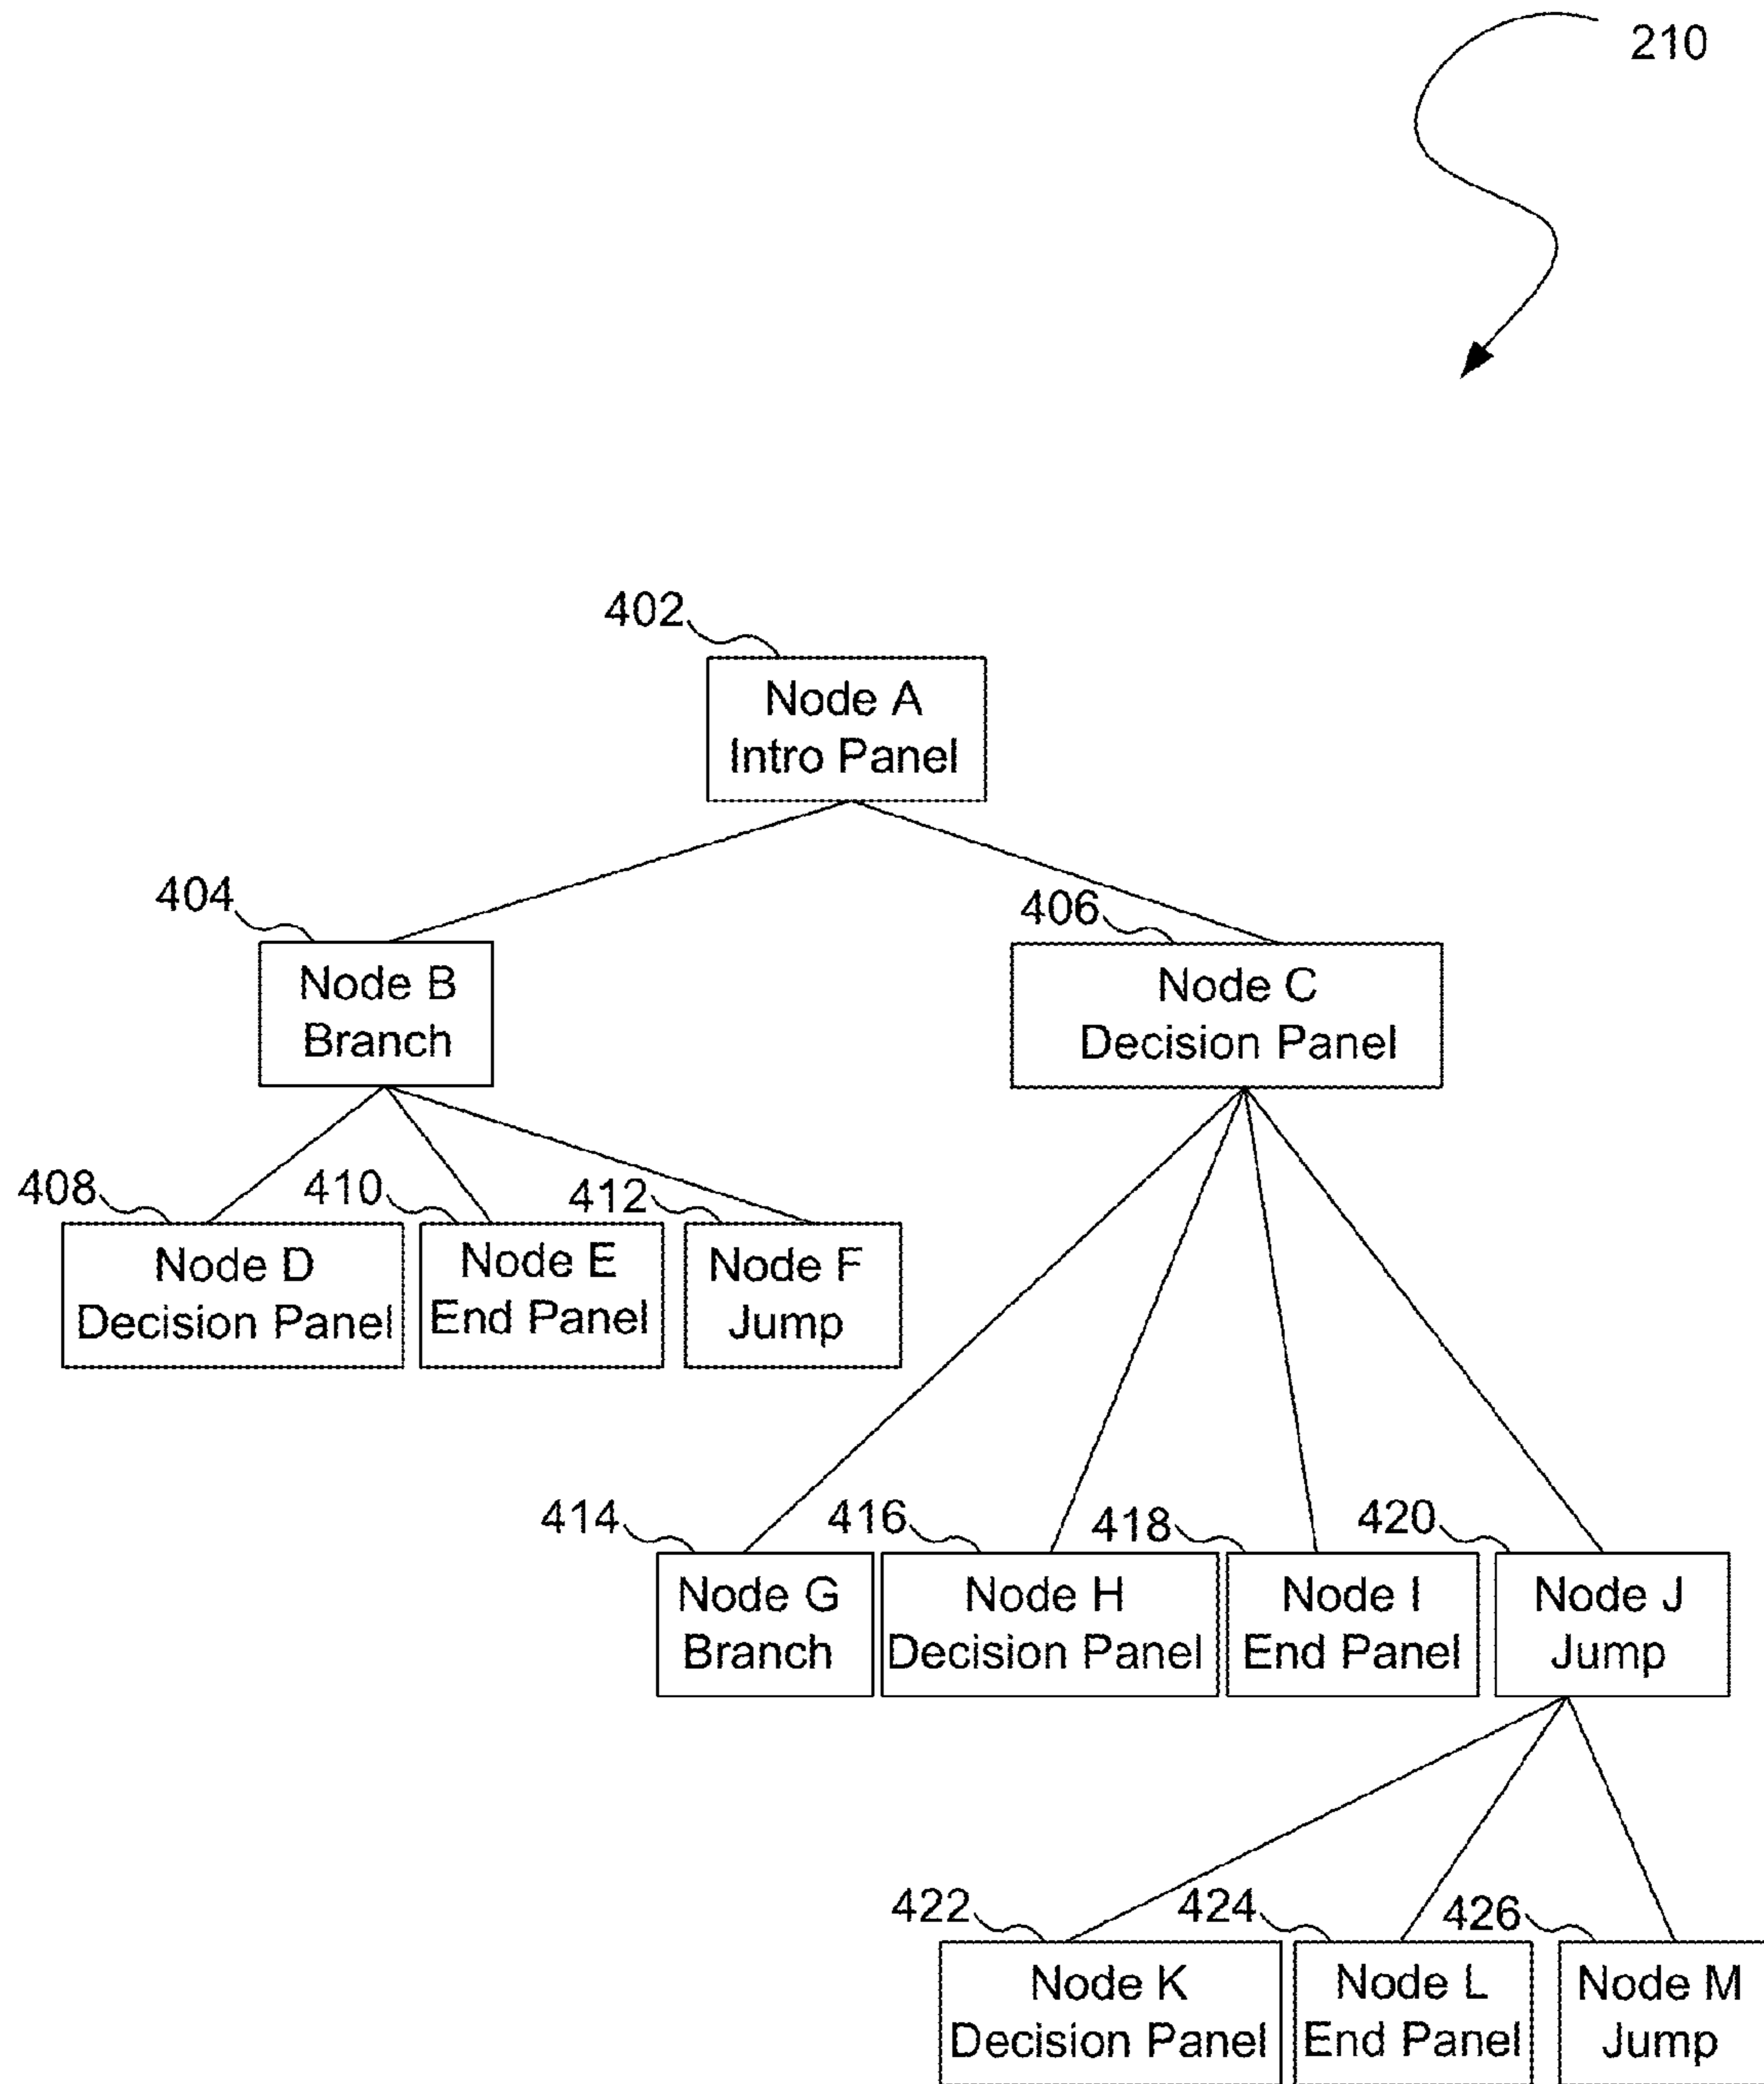 210
402
Node A
Intro Panel
404
406
Node B
Branch
Node C
Decision Panel
408
410
412
Node D
Decision Panel
Node E
End Panel
Node F
Jump
414
416
418
420
Node G
Branch
Node H
Decision Panel
Node I
End Panel
Node J
Jump
422
424
426
Node K
Decision Panel
Node L
End Panel
Node M
Jump